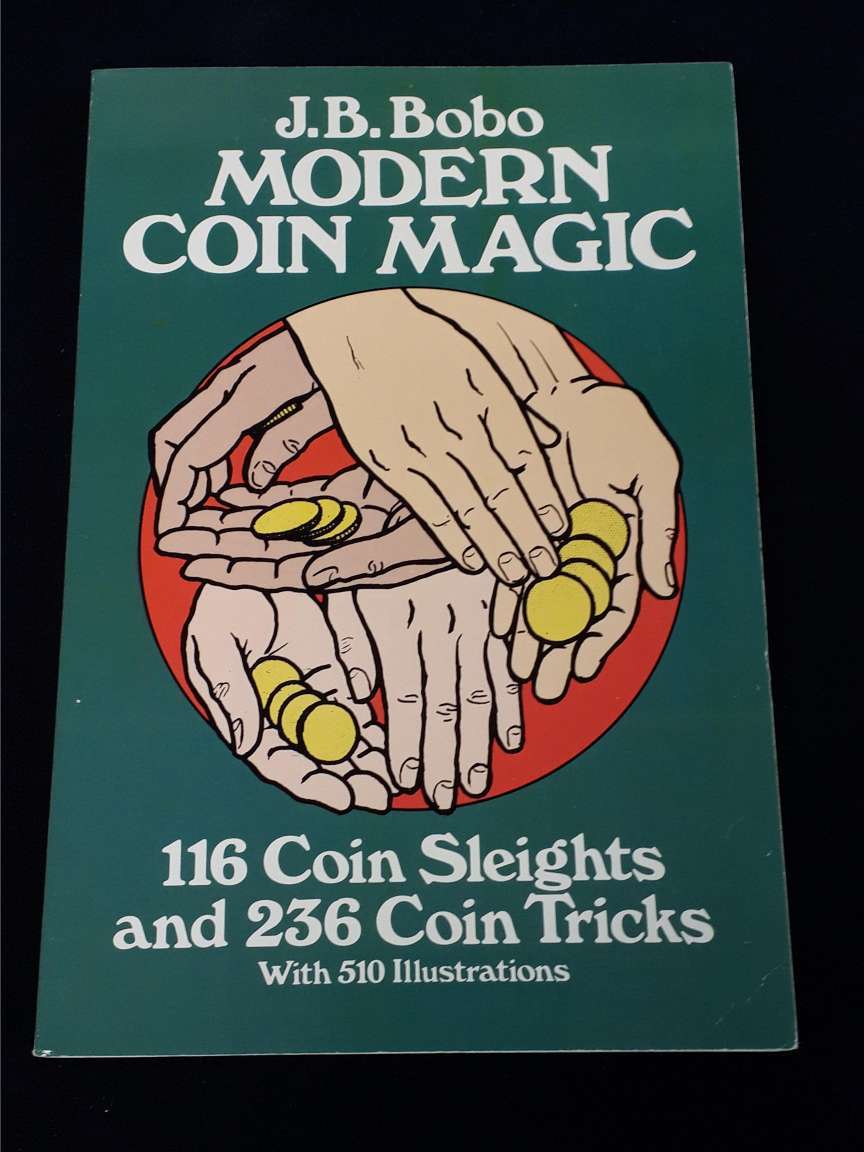 J.B. Bobo
MODERN
COIN MAGIC
116 Coin Sleights
and 236 Coin Tricks
With 510 Illustrations